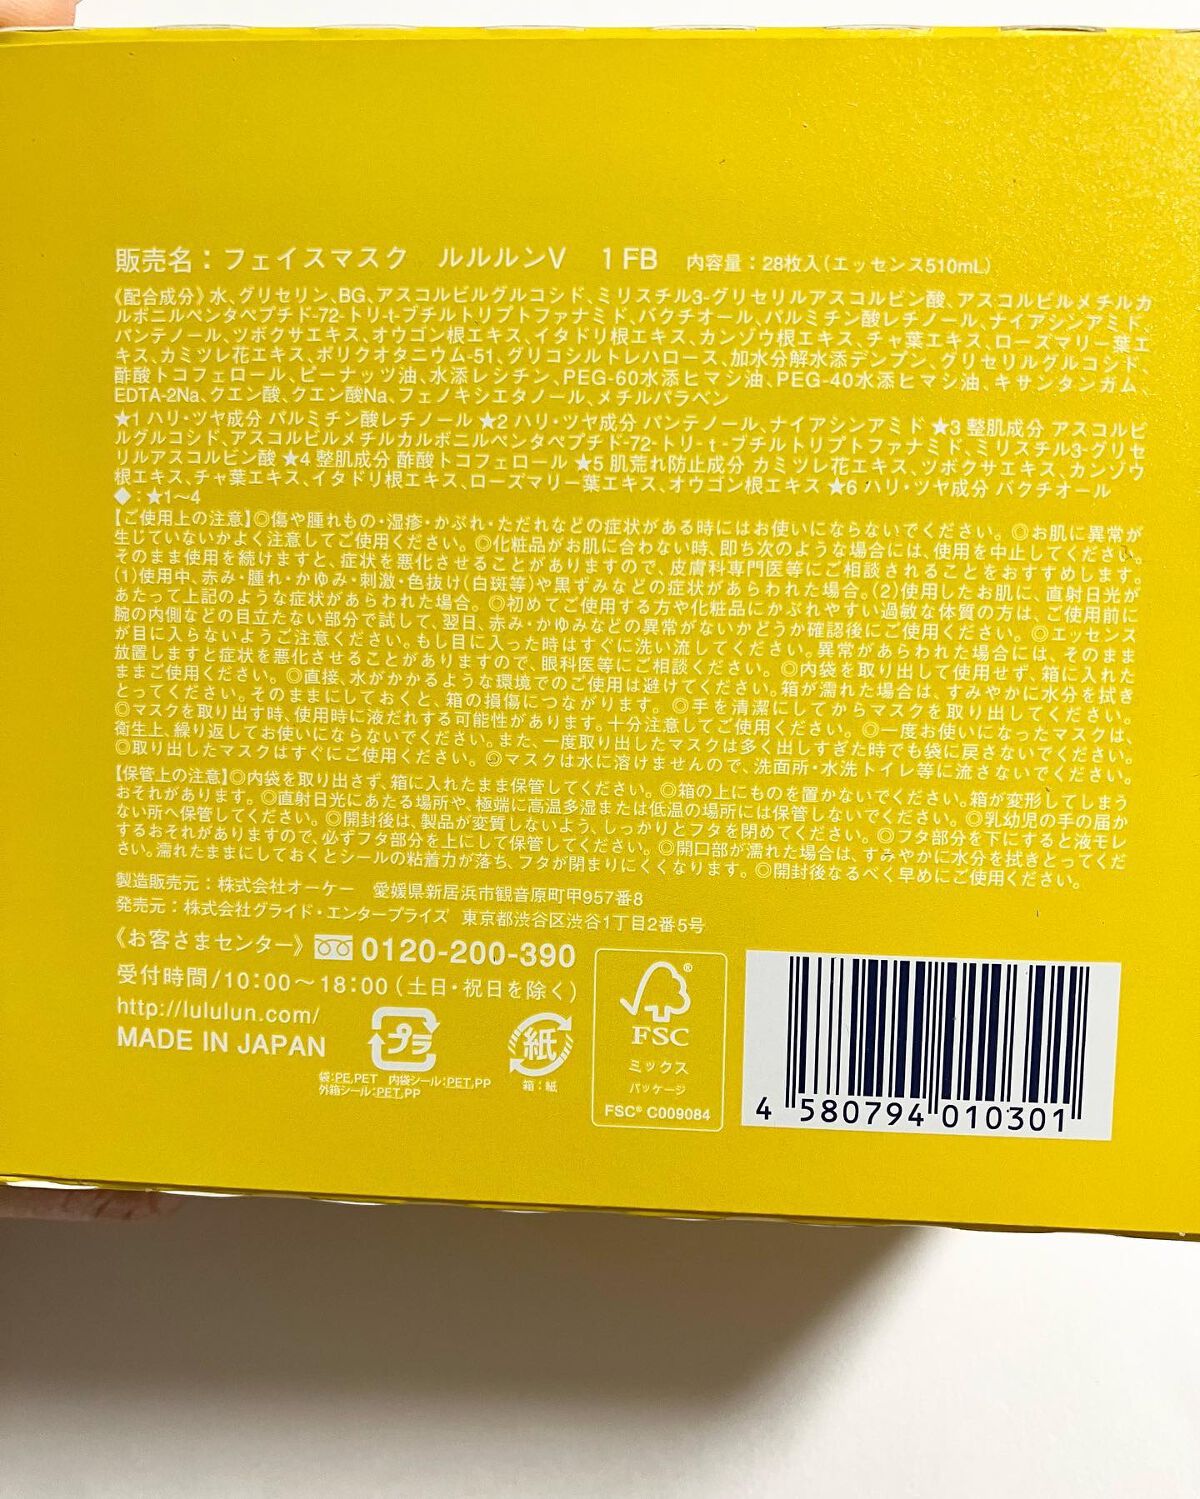 販売名：フェイスマスク ルルルンV 1 FB 内容量：28枚入（エッセンス510mL）
《配合成分》水、グリセリン、BG、アスコルビルグルコシド、ミリスチル3-グリセリルアスコルビン酸、アスコルビルメチルカ
ルボニルペンタペプチド-72-トリ-t-ブチルトリプトファナミド、バクチオール、パルミチン酸レチノール、ナイアシンアミド、
パンテノール、ツボクサエキス、オウゴン根エキス、イタドリ根エキス、カンゾウ根エキス、チャ葉エキス、ローズマリー葉エ
キス、カミツレ花エキス、ポリクオタニウム-51、グリコシルトレハロース、加水分解水添デンプン、グリセリルグルコシド、
酢酸トコフェロール、ピーナッツ油、水添レシチン、PEG-60水添ヒマシ油、PEG-40水添ヒマシ油、キサンタンガム、
EDTA-2Na、クエン酸、クエン酸Na、フェノキシエタノール、メチルパラベン
★1 ハリ・ツヤ成分 パルミチン酸レチノール ★2 ハリ・ツヤ成分 パンテノール、ナイアシンアミド ★3 整肌成分 アスコルビ
ルグルコシド、アスコルビルメチルカルボニルペンタペプチド-72-トリ-t-ブチルトリプトファナミド、ミリスチル3-グリセ
リルアスコルビン酸 ★4 整肌成分 酢酸トコフェロール ★5 肌荒れ防止成分 カミツレ花エキス、ツボクサエキス、カンゾウ
根エキス、チャ葉エキス、イタドリ根エキス、ローズマリー葉エキス、オウゴン根エキス ★6 ハリ・ツヤ成分 バクチオール
◆：★1〜4
【ご使用上の注意】◎傷や腫れもの・湿疹・かぶれ・ただれなどの症状がある時にはお使いにならないでください。◎お肌に異常が
生じていないかよく注意してご使用ください。◎化粧品がお肌に合わない時、即ち次のような場合には、使用を中止してください。
そのまま使用を続けますと、症状を悪化させることがありますので、皮膚科専門医等にご相談されることをおすすめします。
(1)使用中、赤み・腫れ・かゆみ・刺激・色抜け(白斑等)や黒ずみなどの症状があらわれた場合。(2)使用したお肌に、直射日光が
あたって上記のような症状があらわれた場合。◎初めてご使用する方や化粧品にかぶれやすい過敏な体質の方は、ご使用前に
腕の内側などの目立たない部分で試して、翌日、赤み・かゆみなどの異常がないかどうか確認後にご使用ください。◎エッセンス
が目に入らないようご注意ください。もし目に入った時はすぐに洗い流してください。異常があらわれた場合には、そのまま
放置しますと症状を悪化させることがありますので、眼科医等にご相談ください。◎内袋を取り出して使用せず、箱に入れた
ままご使用ください。◎直接、水がかかるような環境でのご使用は避けてください。箱が濡れた場合は、すみやかに水分を拭き
とってください。そのままにしておくと、箱の損傷につながります。◎手を清潔にしてからマスクを取り出してください。
◎マスクを取り出す時、使用時に液だれする可能性があります。十分注意してご使用ください。◎一度お使いになったマスクは、
衛生上、繰り返してお使いにならないでください。また、一度取り出したマスクは多く出しすぎた時でも袋に戻さないでください。
◎取り出したマスクはすぐにご使用ください。◎マスクは水に溶けませんので、洗面所・水洗トイレ等に流さないでください。
【保管上の注意】◎内袋を取り出さず、箱に入れたまま保管してください。◎箱の上にものを置かないでください。箱が変形してしまう
おそれがあります。◎直射日光にあたる場所や、極端に高温多湿または低温の場所には保管しないでください。◎乳幼児の手の届か
ない所へ保管してください。◎開封後は、製品が変質しないよう、しっかりとフタを閉めてください。◎フタ部分を下にすると液モレ
するおそれがありますので、必ずフタ部分を上にして保管してください。◎開口部が濡れた場合は、すみやかに水分を拭きとってくだ
さい。濡れたままにしておくとシールの粘着力が落ち、フタが閉まりにくくなります。◎開封後なるべく早めにご使用ください。
製造販売元：株式会社オーケー 愛媛県新居浜市観音原町甲957番8
発売元：株式会社グライド・エンタープライズ 東京都渋谷区渋谷1丁目2番5号
《お客さまセンター》 0120-200-390
受付時間/10:00〜18:00（土日・祝日を除く）
http://lululun.com/
MADE IN JAPAN
プラ
袋：PE,PET 内袋シール：PET,PP
外箱シール：PET,PP
紙
箱：紙
®
FSC
ミックス
パッケージ
FSC® C009084
4 580794 010301